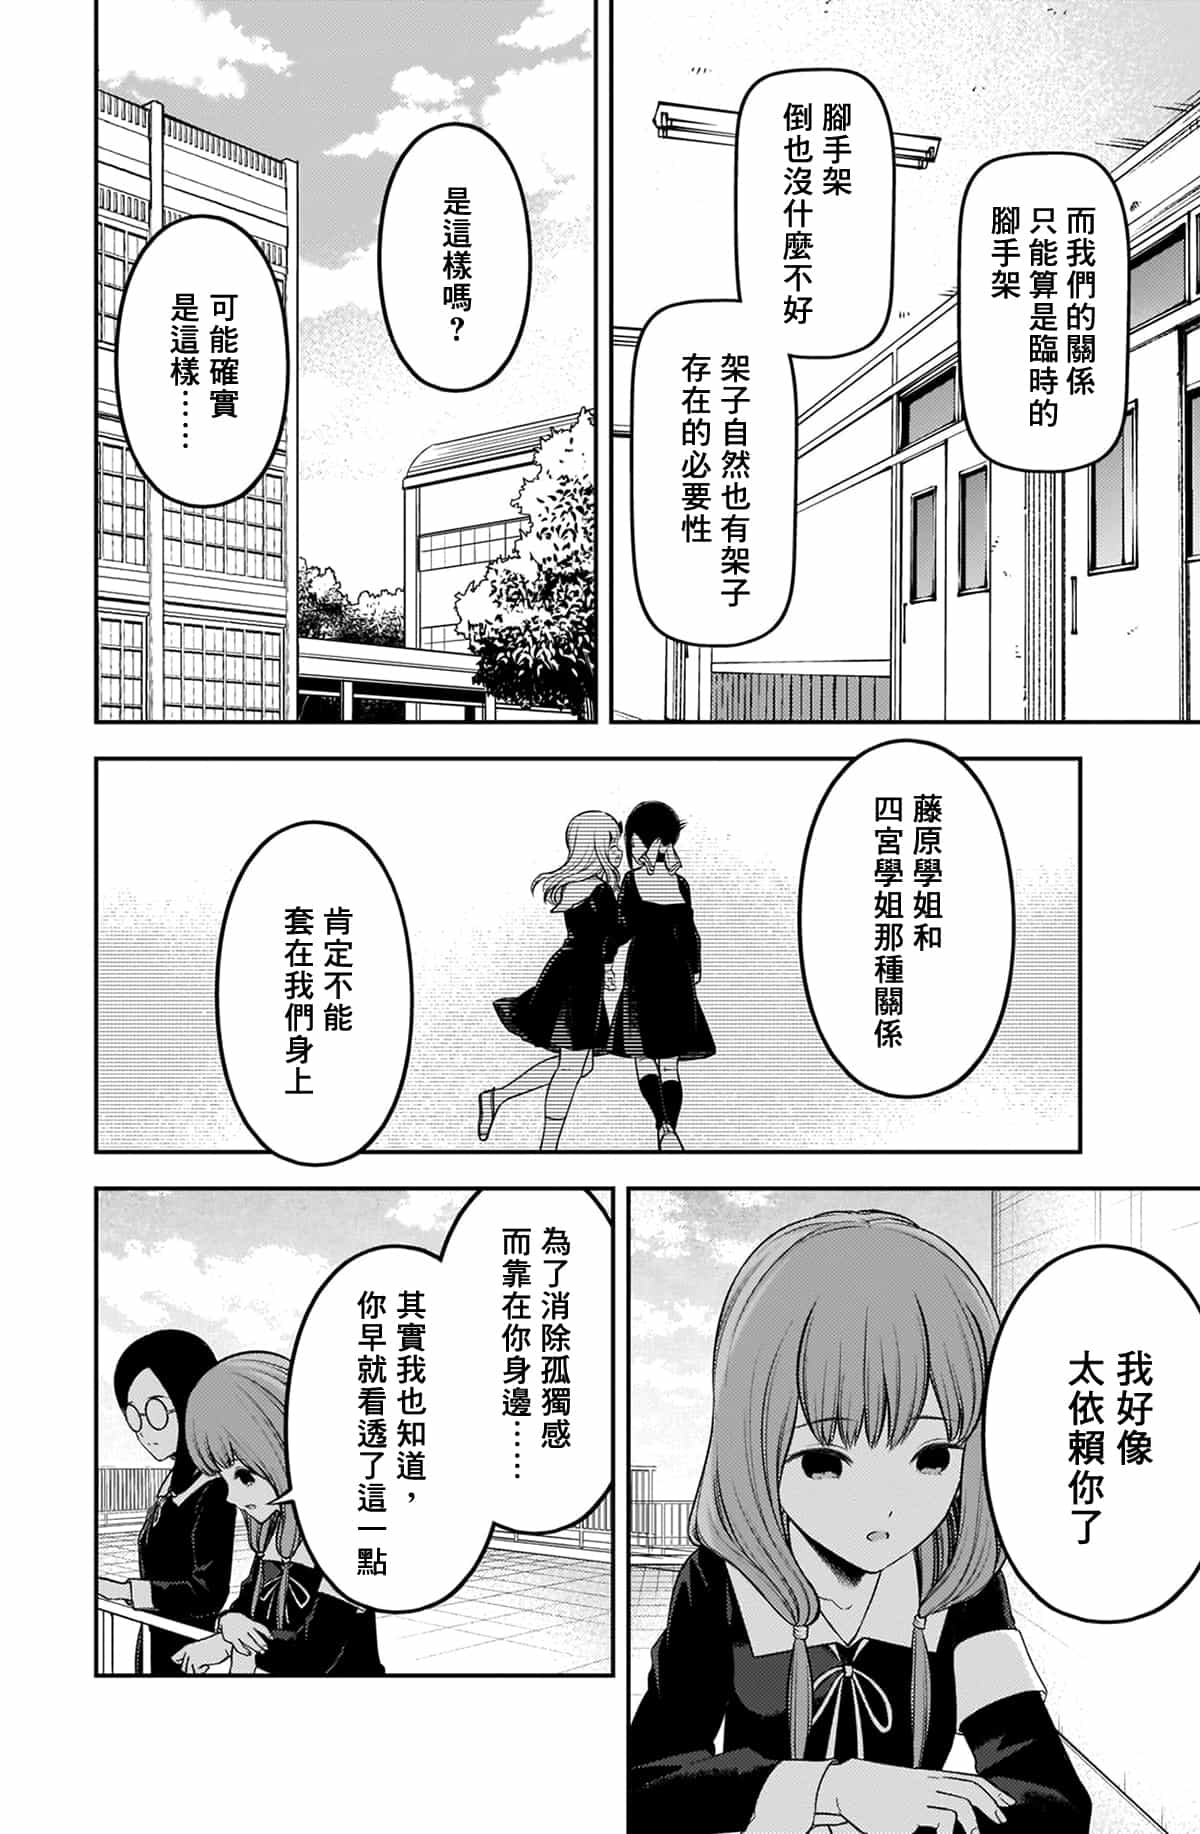 而我們的關係
只能算是臨時的
腳手架
腳手架
倒也沒什麼不好
架子自然也有架子
存在的必要性
是這樣嗎？
可能確實
是這樣……
藤原學姐和
四宮學姐那種關係
肯定不能
套在我們身上
我好像
太依賴你了
為了消除孤獨感
而靠在你身邊……
其實我也知道，
你早就看透了這一點